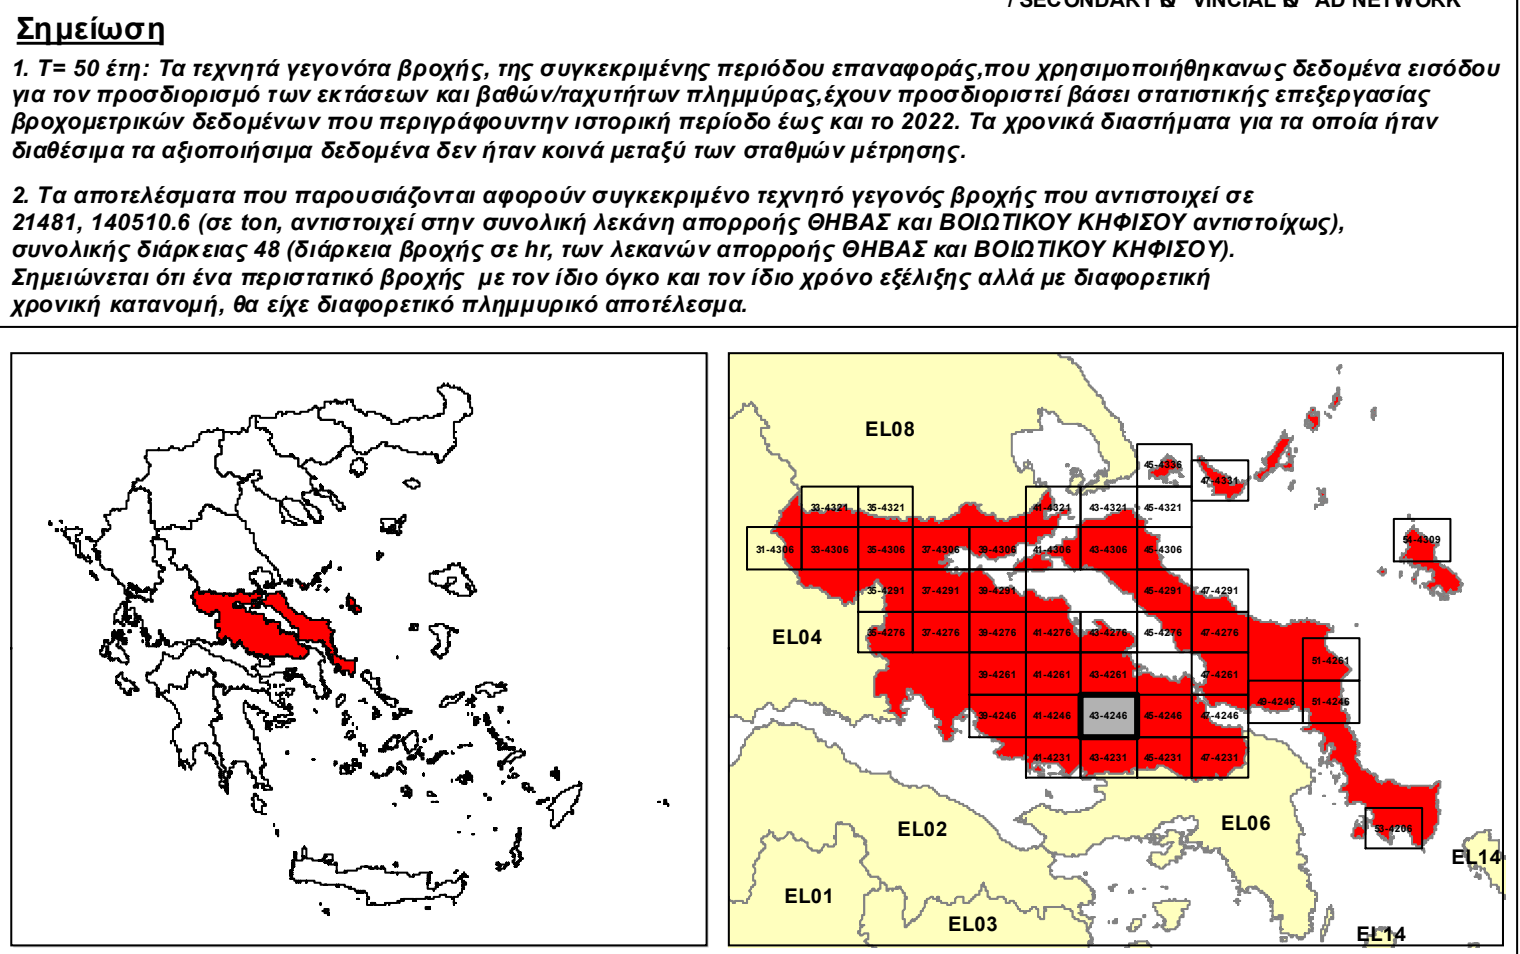 / SECONDARY & VINCIAL & AD NETWORK
Σημείωση
1. Τ= 50 έτη: Τα τεχνητά γεγονότα βροχής, της συγκεκριμένης περιόδου επαναφοράς,που χρησιμοποιήθηκανως δεδομένα εισόδου
για τον προσδιορισμό των εκτάσεων και βαθών/ταχυτήτων πλημμύρας,έχουν προσδιοριστεί βάσει στατιστικής επεξεργασίας
βροχομετρικών δεδομένων που περιγράφουντην ιστορική περίοδο έως και το 2022. Τα χρονικά διαστήματα για τα οποία ήταν
διαθέσιμα τα αξιοποιήσιμα δεδομένα δεν ήταν κοινά μεταξύ των σταθμών μέτρησης.
2. Τα αποτελέσματα που παρουσιάζονται αφορούν συγκεκριμένο τεχνητό γεγονός βροχής που αντιστοιχεί σε
21481, 140510.6 (σε ton, αντιστοιχεί στην συνολική λεκάνη απορροής ΘΗΒΑΣ και ΒΟΙΩΤΙΚΟΥ ΚΗΦΙΣΟΥ αντιστοίχως),
συνολικής διάρκειας 48 (διάρκεια βροχής σε hr, των λεκανών απορροής ΘΗΒΑΣ και ΒΟΙΩΤΙΚΟΥ ΚΗΦΙΣΟΥ).
Σημειώνεται ότι ένα περιστατικό βροχής με τον ίδιο όγκο και τον ίδιο χρόνο εξέλιξης αλλά με διαφορετική
χρονική κατανομή, θα είχε διαφορετικό πλημμυρικό αποτέλεσμα.
EL08
45-4336
47-4331
33-4321 35-4321 41-4321 43-4321 45-4321
54-4309
31-4306 33-4306 35-4306 37-4306 39-4306 41-4306 43-4306 45-4306
35-4291 37-4291 39-4291 45-4291 47-4291
EL04
35-4276 37-4276 39-4276 41-4276 43-4276 45-4276 47-4276
39-4261 41-4261 43-4261 47-4261 51-4261
39-4246 41-4246 43-4246 45-4246 47-4246 49-4246 51-4246
41-4231 43-4231 45-4231 47-4231
EL02
EL06
53-4206
EL14
EL01
EL03
EL14